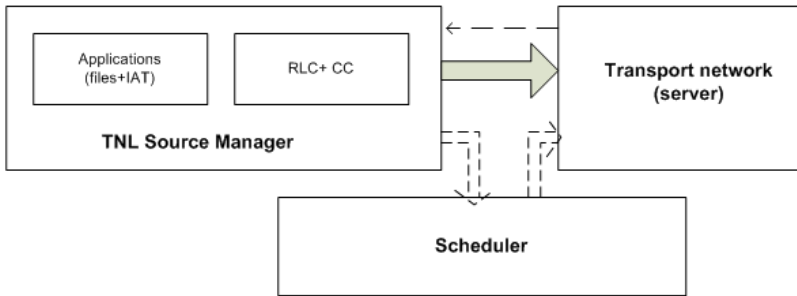 Applications
(files+IAT)
RLC+ CC
TNL Source Manager
Transport network
(server)
Scheduler